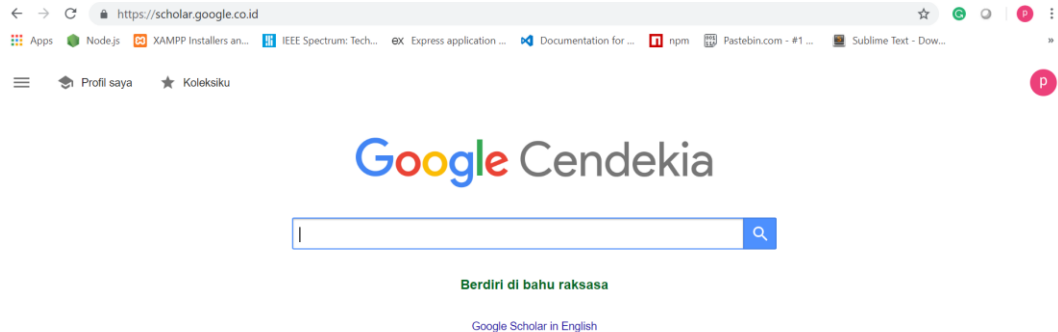 https://scholar.google.co.id
Apps Node.js XAMPP Installers an... IEEE Spectrum: Tech... ex Express application ... Documentation for ... npm Pastebin.com - #1 ... Sublime Text - Dow... »
Profil saya Koleksiku p
Google Cendekia
Berdiri di bahu raksasa
Google Scholar in English